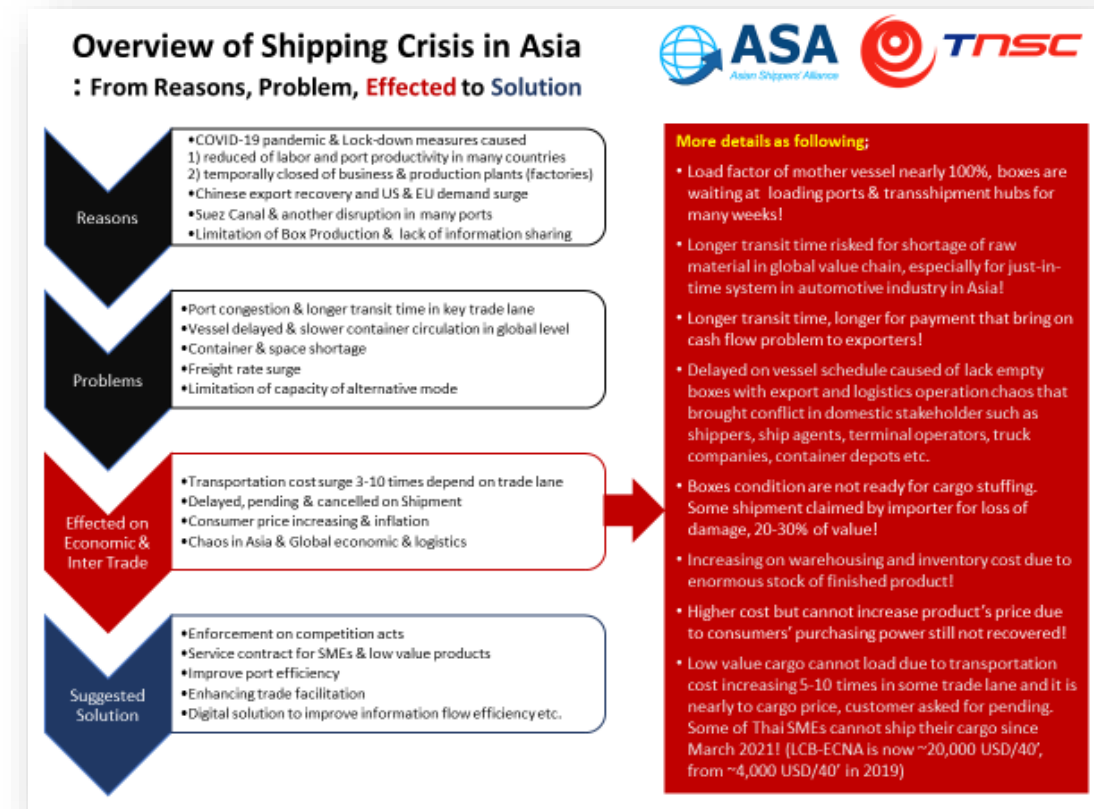 Overview of Shipping Crisis in Asia
: From Reasons, Problem, Effected to Solution
ASA
Asian Shippers' Alliance
TNSC
Reasons
•COVID-19 pandemic & Lock-down measures caused
1) reduced of labor and port productivity in many countries
2) temporally closed of business & production plants (factories)
•Chinese export recovery and US & EU demand surge
•Suez Canal & another disruption in many ports
•Limitation of Box Production & lack of information sharing
Problems
•Port congestion & longer transit time in key trade lane
•Vessel delayed & slower container circulation in global level
•Container & space shortage
•Freight rate surge
•Limitation of capacity of alternative mode
Effected on
Economic &
Inter Trade
•Transportation cost surge 3-10 times depend on trade lane
•Delayed, pending & cancelled on Shipment
•Consumer price increasing & inflation
•Chaos in Asia & Global economic & logistics
Suggested
Solution
•Enforcement on competition acts
•Service contract for SMEs & low value products
•Improve port efficiency
•Enhancing trade facilitation
•Digital solution to improve information flow efficiency etc.
More details as following;
• Load factor of mother vessel nearly 100%, boxes are
waiting at loading ports & transshipment hubs for
many weeks!
• Longer transit time risked for shortage of raw
material in global value chain, especially for just-in-
time system in automotive industry in Asia!
• Longer transit time, longer for payment that bring on
cash flow problem to exporters!
• Delayed on vessel schedule caused of lack empty
boxes with export and logistics operation chaos that
brought conflict in domestic stakeholder such as
shippers, ship agents, terminal operators, truck
companies, container depots etc.
• Boxes condition are not ready for cargo stuffing.
Some shipment claimed by importer for loss of
damage, 20-30% of value!
• Increasing on warehousing and inventory cost due to
enormous stock of finished product!
• Higher cost but cannot increase product's price due
to consumers' purchasing power still not recovered!
• Low value cargo cannot load due to transportation
cost increasing 5-10 times in some trade lane and it is
nearly to cargo price, customer asked for pending.
Some of Thai SMEs cannot ship their cargo since
March 2021! (LCB-ECNA is now ~20,000 USD/40',
from ~4,000 USD/40' in 2019)